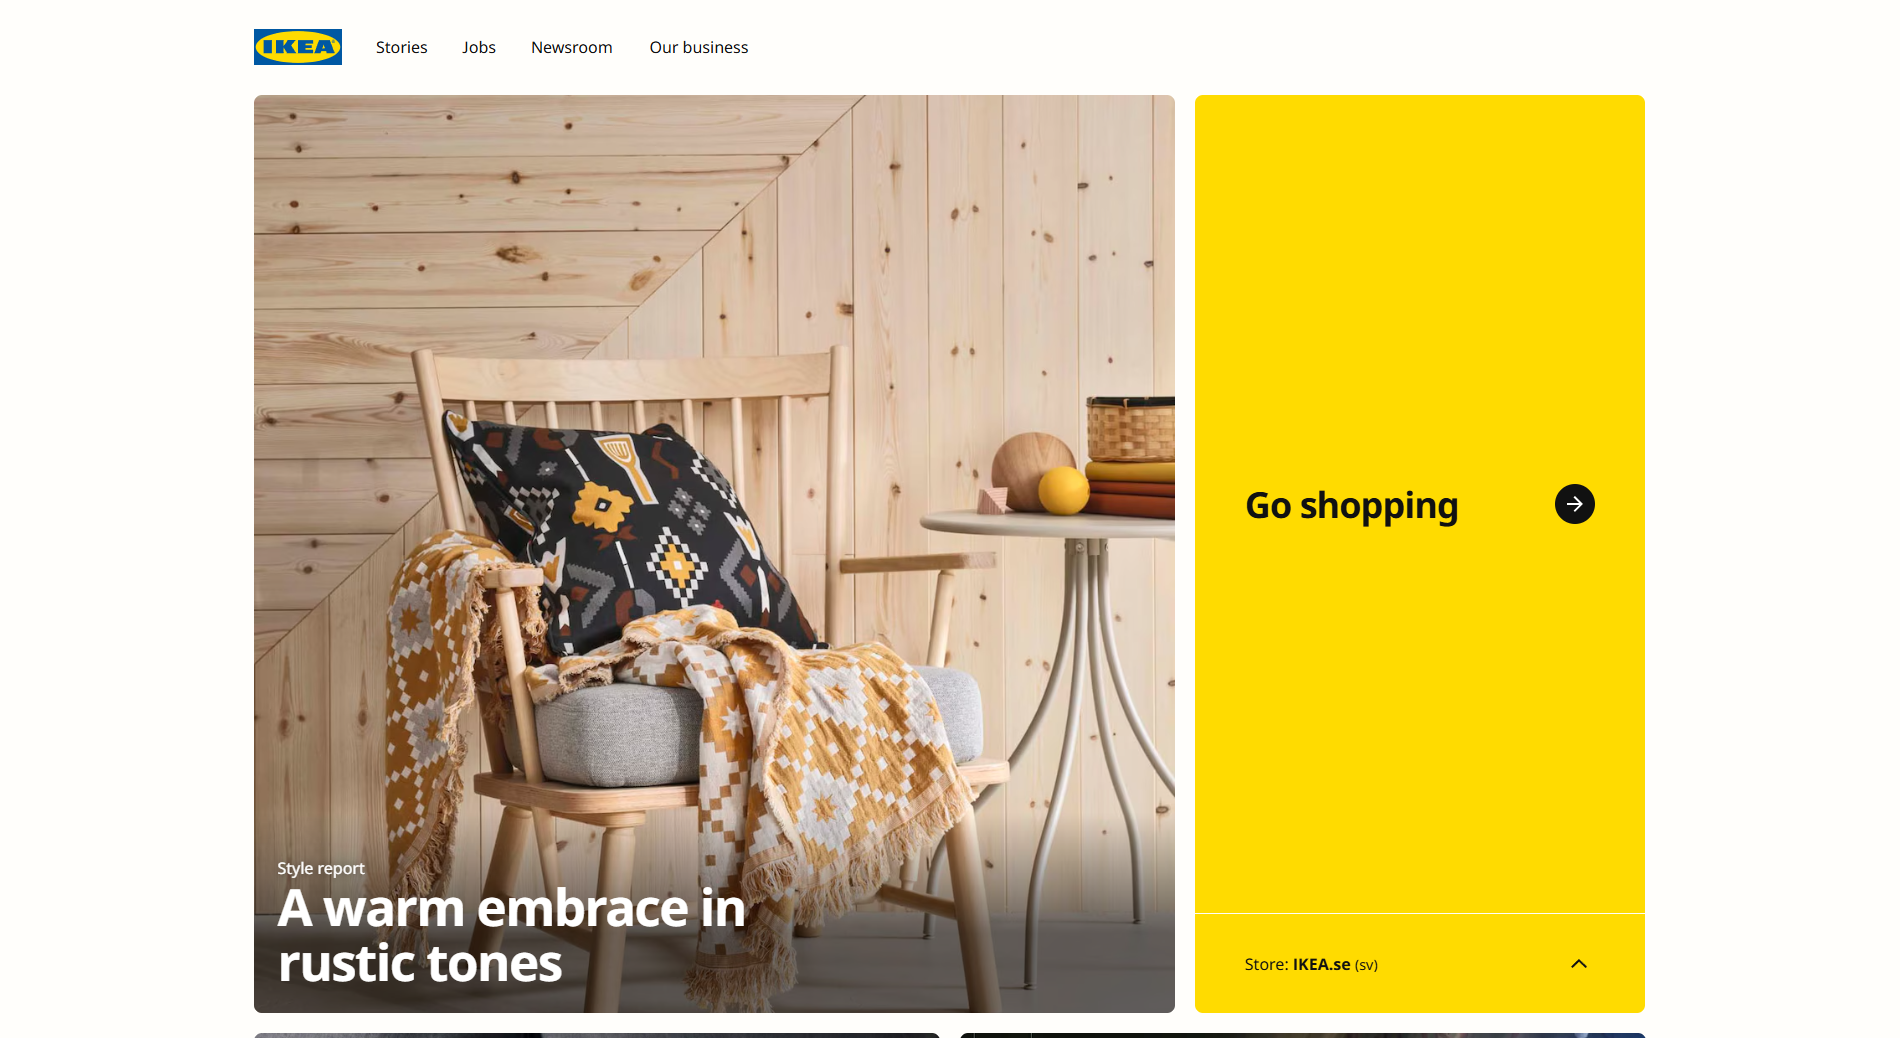 IKEA
Stories
Jobs
Newsroom
Our business
Style report
A warm embrace in
rustic tones
Go shopping
Store: IKEA.se (sv)